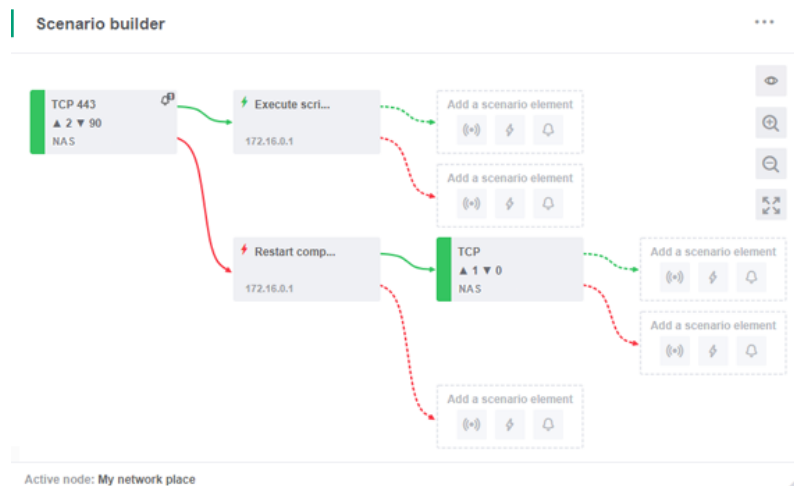 Scenario builder
TCP 443
▲ 2 ▼ 90
NAS
Execute scri...
172.16.0.1
Add a scenario element
Add a scenario element
Restart comp...
172.16.0.1
TCP
▲ 1 ▼ 0
NAS
Add a scenario element
Add a scenario element
Add a scenario element
Active node: My network place